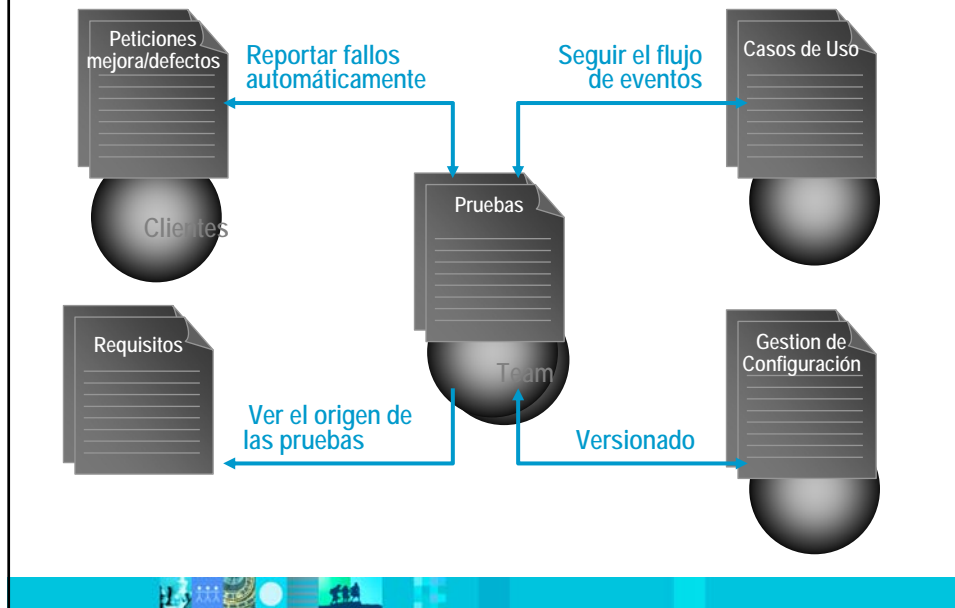 Peticiones
mejora/defectos
Reportar fallos
automáticamente
Seguir el flujo
de eventos
Casos de Uso
Clientes
Pruebas
Requisitos
Team
Gestion de
Configuración
Ver el origen de
las pruebas
Versionado